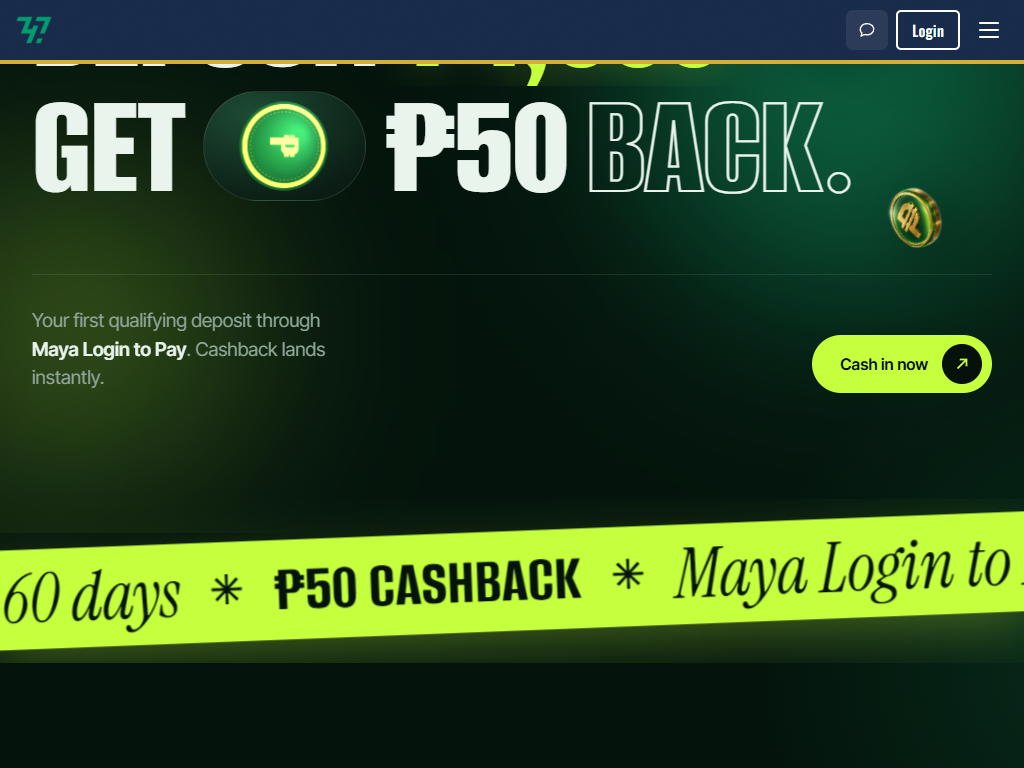 Login
GET ₱50 BACK.
Your first qualifying deposit through
Maya Login to Pay. Cashback lands
instantly.
Cash in now
60 days ✳ ₱50 CASHBACK ✳ Maya Login to